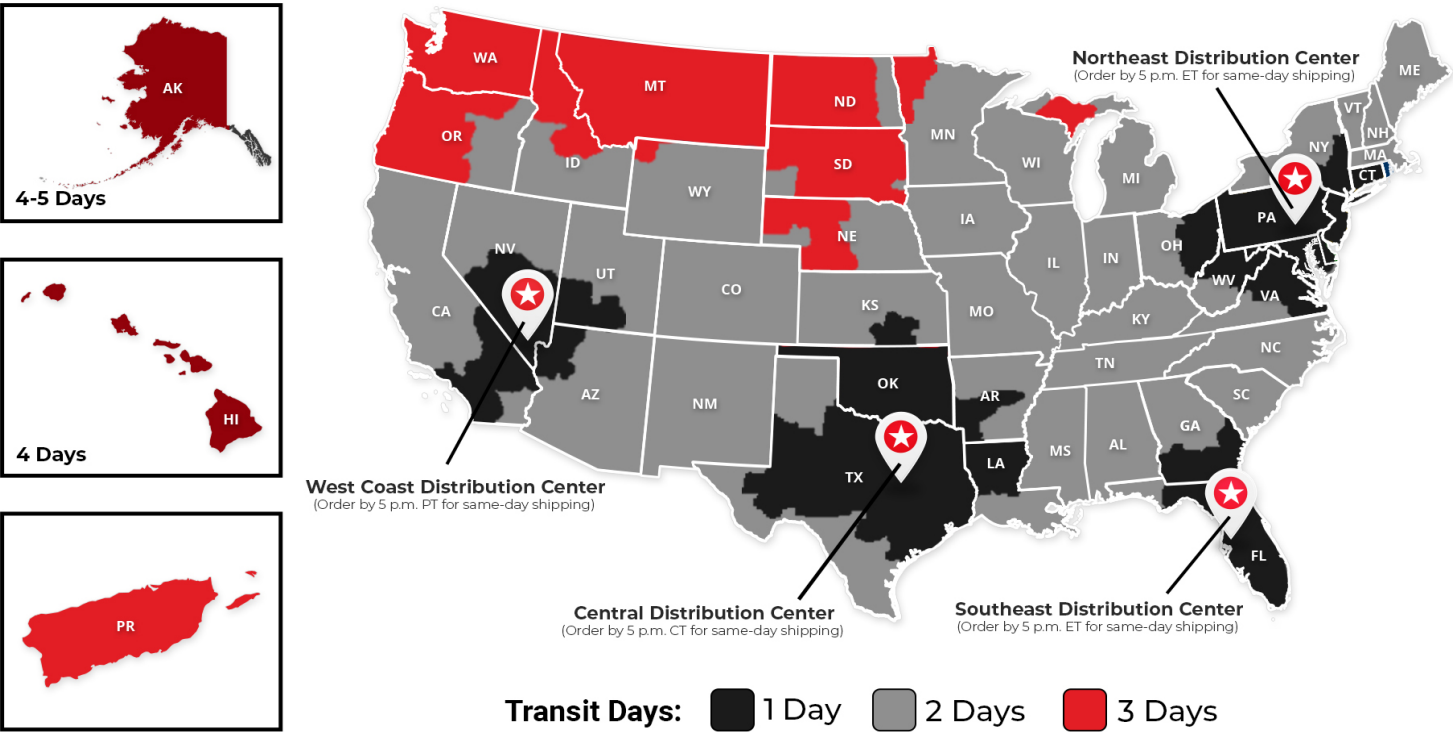 AK
4-5 Days
HI
4 Days
PR
Northeast Distribution Center
(Order by 5 p.m. ET for same-day shipping)
WA
MT
ND
OR
ID
SD
MN
WI
MI
NY
VT
NH
ME
MA
CT
WY
NE
IA
PA
NV
UT
CO
CA
KS
IL
IN
OH
WV
VA
MO
KY
NC
TN
AZ
NM
OK
AR
SC
GA
MS
AL
TX
LA
FL
West Coast Distribution Center
(Order by 5 p.m. PT for same-day shipping)
Central Distribution Center
(Order by 5 p.m. CT for same-day shipping)
Southeast Distribution Center
(Order by 5 p.m. ET for same-day shipping)
Transit Days: 1 Day 2 Days 3 Days